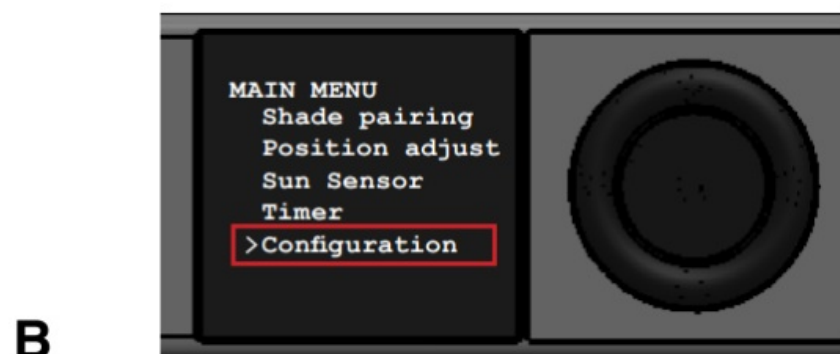 MAIN MENU
Shade pairing
Position adjust
Sun Sensor
Timer
>Configuration
B